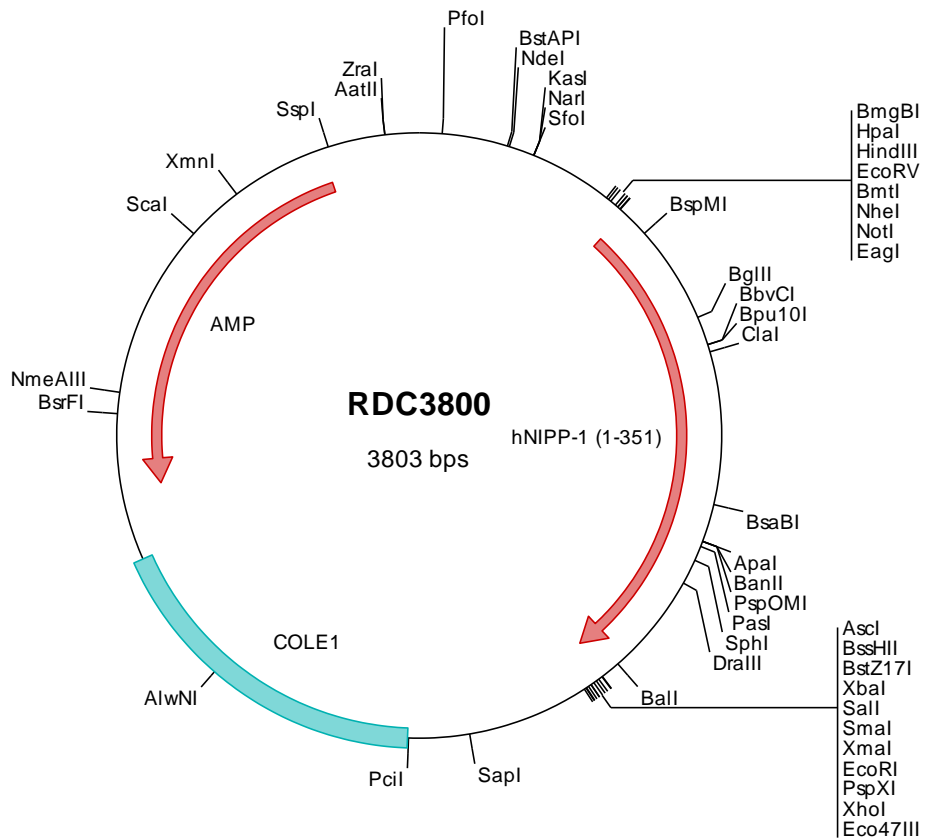 PfoI
BstAPI
NdeI
KasI
NarI
SfoI
ZraI
AatII
SspI
XmnI
ScaI
NmeAIII
BsrFI
AMP
BmgBI
HpaI
HindIII
EcoRV
BmtI
NheI
NotI
EagI
BspMI
BglII
BbvCI
Bpu10I
ClaI
RDC3800
3803 bps
hNIPP-1 (1-351)
BsaBI
ApaI
BanII
PspOMI
PasI
SphI
DraIII
BalI
AscI
BssHII
BstZ17I
XbaI
SalI
SmaI
XmaI
EcoRI
PspXI
XhoI
Eco47III
SapI
PciI
AlwNI
COLE1